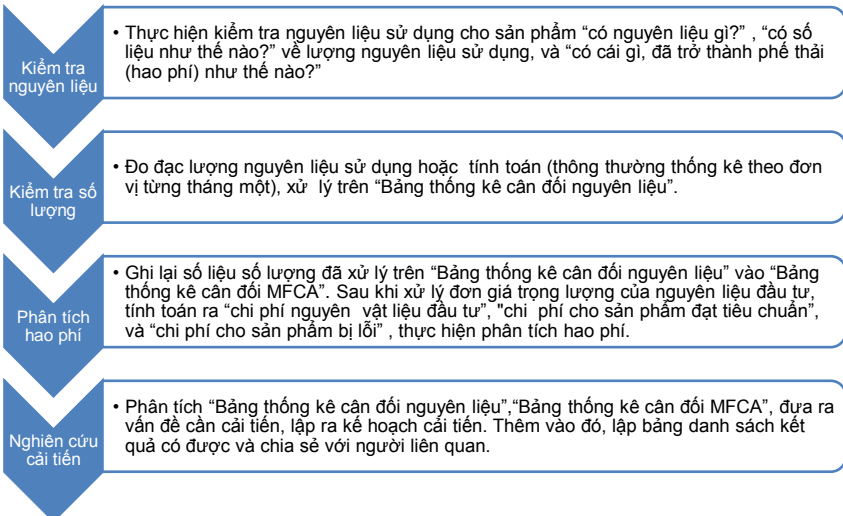 Kiểm tra
nguyên liệu
• Thực hiện kiểm tra nguyên liệu sử dụng cho sản phẩm “có nguyên liệu gì?” , “có số
liệu như thế nào?” về lượng nguyên liệu sử dụng, và “có cái gì, đã trở thành phế thải
(hao phí) như thế nào?”
Kiểm tra số
lượng
• Đo đạc lượng nguyên liệu sử dụng hoặc tính toán (thông thường thống kê theo đơn
vị từng tháng một), xử lý trên “Bảng thống kê cân đối nguyên liệu”.
Phân tích
hao phí
• Ghi lại số liệu số lượng đã xử lý trên “Bảng thống kê cân đối nguyên liệu” vào “Bảng
thống kê cân đối MFCA”. Sau khi xử lý đơn giá trọng lượng của nguyên liệu đầu tư,
tính toán ra “chi phí nguyên vật liệu đầu tư”, "chi phí cho sản phẩm đạt tiêu chuẩn”,
và “chi phí cho sản phẩm bị lỗi” , thực hiện phân tích hao phí.
Nghiên cứu
cải tiến
• Phân tích “Bảng thống kê cân đối nguyên liệu”,“Bảng thống kê cân đối MFCA”, đưa ra
vấn đề cần cải tiến, lập ra kế hoạch cải tiến. Thêm vào đó, lập bảng danh sách kết
quả có được và chia sẻ với người liên quan.